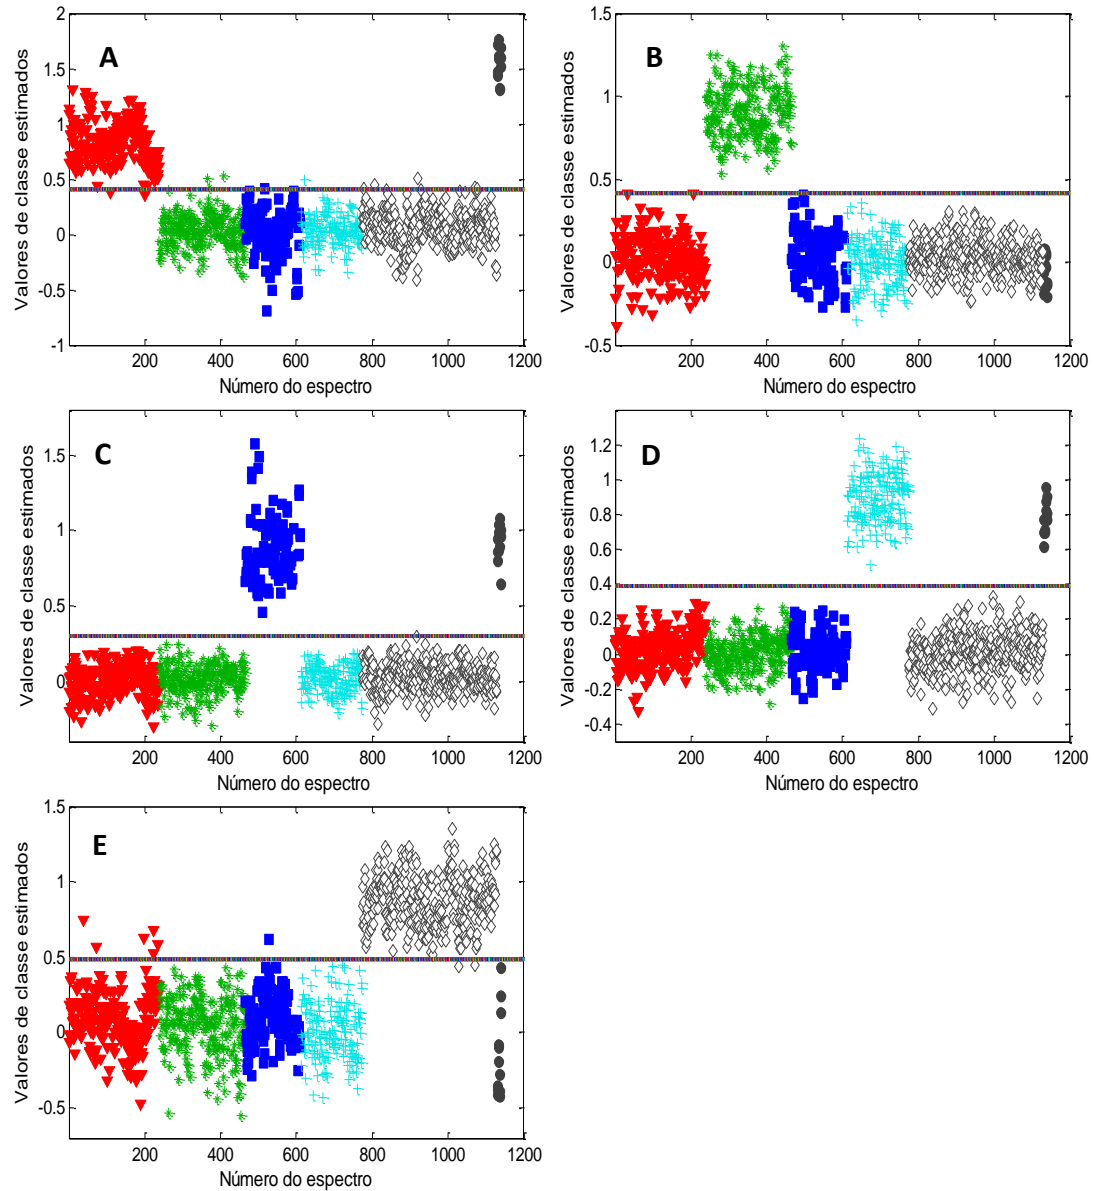 A
Valores de classe estimados
2
1.5
1
0.5
0
-0.5
-1
200 400 600 800 1000 1200
Número do espectro
B
Valores de classe estimados
1.5
1
0.5
0
-0.5
200 400 600 800 1000 1200
Número do espectro
C
Valores de classe estimados
1.5
1
0.5
0
200 400 600 800 1000 1200
Número do espectro
D
Valores de classe estimados
1.2
1
0.8
0.6
0.4
0.2
0
-0.2
-0.4
200 400 600 800 1000 1200
Número do espectro
E
Valores de classe estimados
1.5
1
0.5
0
-0.5
200 400 600 800 1000 1200
Número do espectro